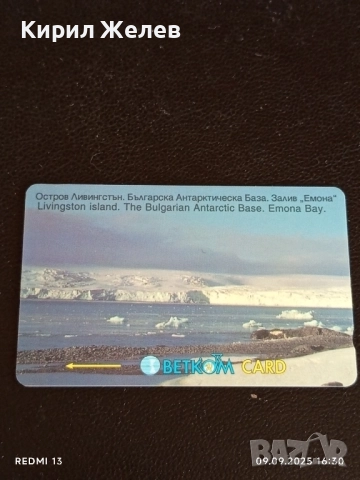 Кирил Желев
Остров Ливингстън. Българска Антарктическа База. Залив „Емона"
Livingston island. The Bulgarian Antarctic Base. Emona Bay.
BETKOM CARD
REDMI 13
09.09.2025 16:30
BAZAR